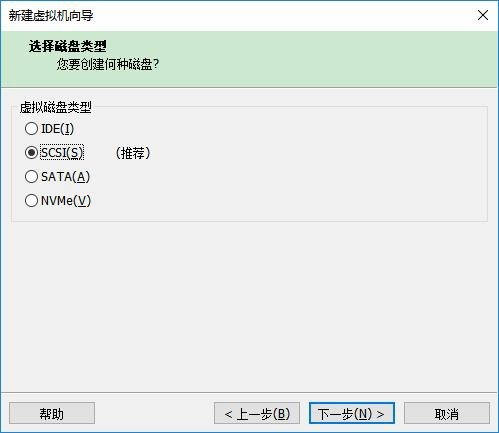 新建虚拟机向导
选择磁盘类型
您要创建何种磁盘?
虚拟磁盘类型
IDE(I)
SCSI(S) （推荐）
SATA(A)
NVMe(V)
帮助 < 上一步(B) 下一步(N) > 取消